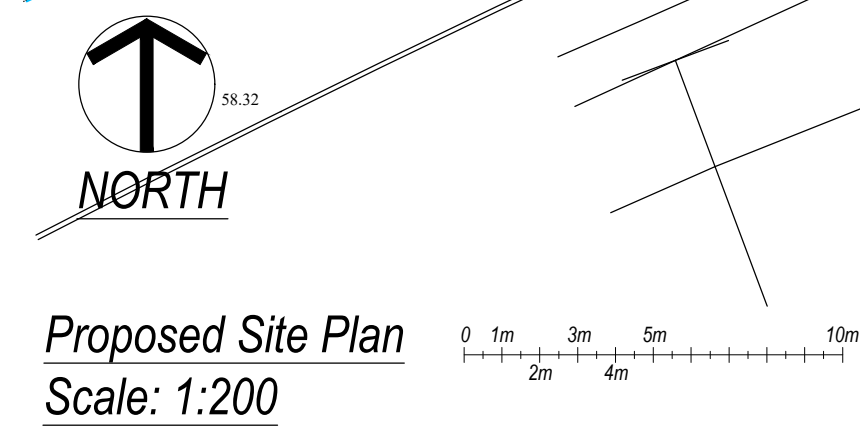 58.32
NORTH
Proposed Site Plan
Scale: 1:200
0 1m 3m 5m 10m
2m 4m